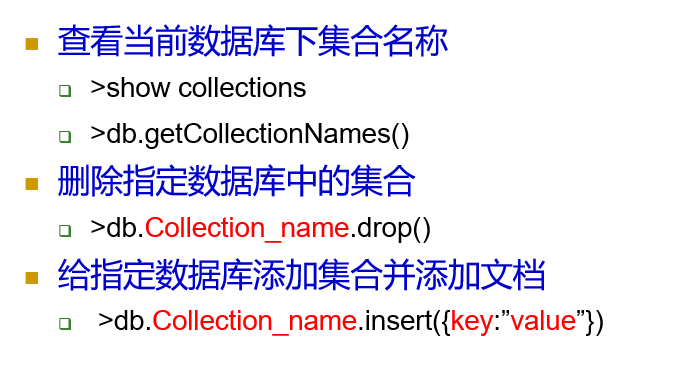 查看当前数据库下集合名称
>show collections
>db.getCollectionNames()
删除指定数据库中的集合
>db.Collection_name.drop()
给指定数据库添加集合并添加文档
>db.Collection_name.insert({key:”value”})